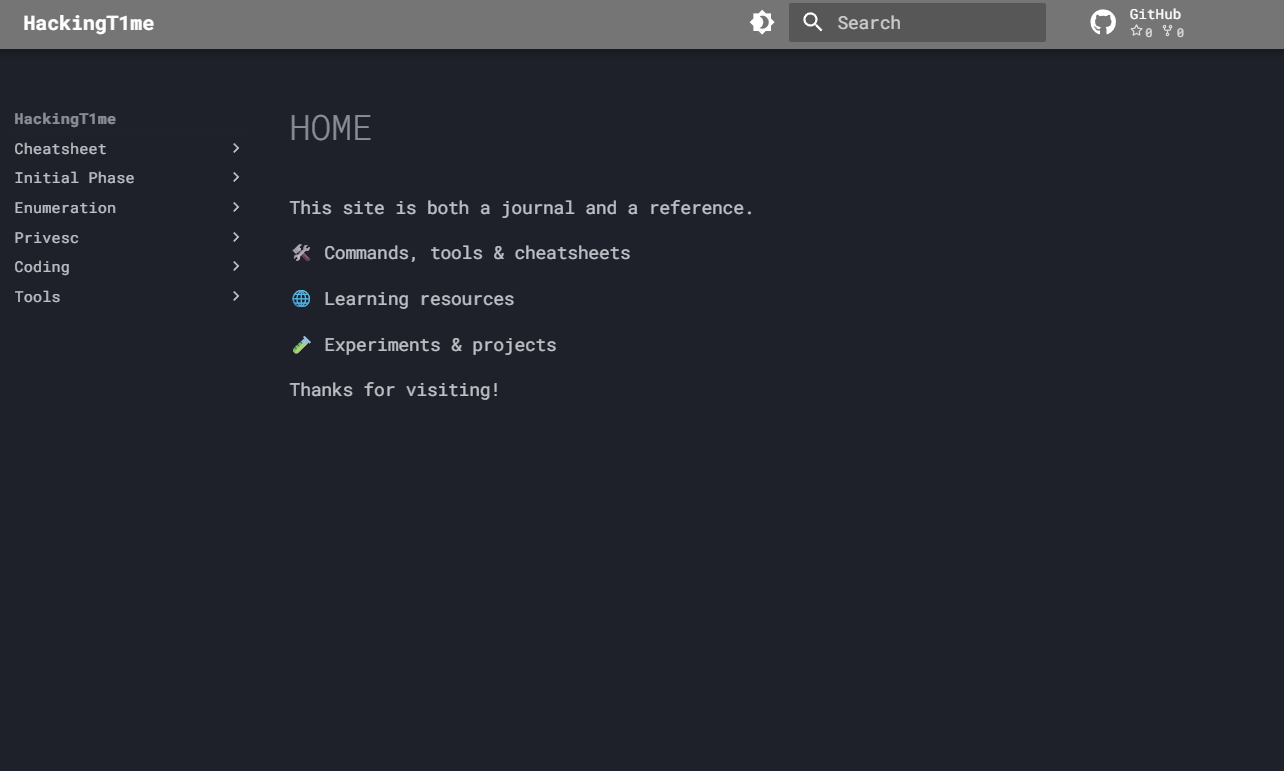 HackingT1me
Search
GitHub
0 0
HackingT1me
Cheatsheet
Initial Phase
Enumeration
Privesc
Coding
Tools
HOME
This site is both a journal and a reference.
🛠 Commands, tools & cheatsheets
🌐 Learning resources
🧪 Experiments & projects
Thanks for visiting!